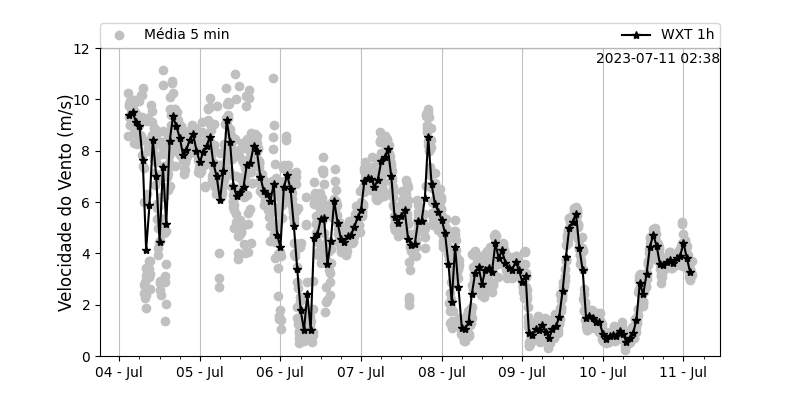 Média 5 min WXT 1h
2023-07-11 02:38
Velocidade do Vento (m/s)
12
10
8
6
4
2
0
04 - Jul 05 - Jul 06 - Jul 07 - Jul 08 - Jul 09 - Jul 10 - Jul 11 - Jul